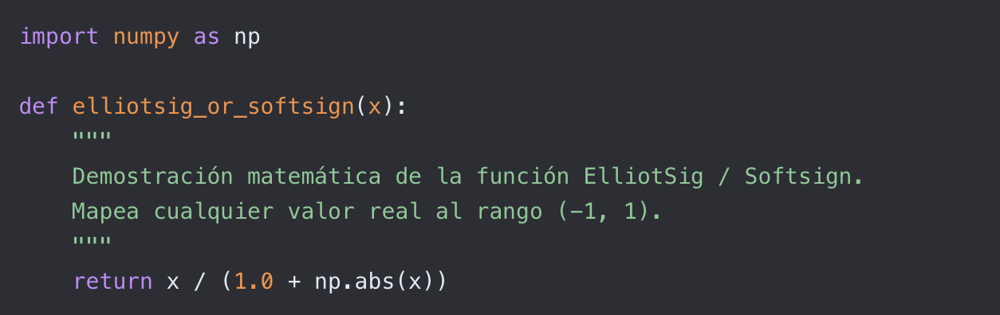 import numpy as np
def elliotsig_or_softsign(x):
    """
    Demostración matemática de la función ElliotSig / Softsign.
    Mapea cualquier valor real al rango (-1, 1).
    """
    return x / (1.0 + np.abs(x))